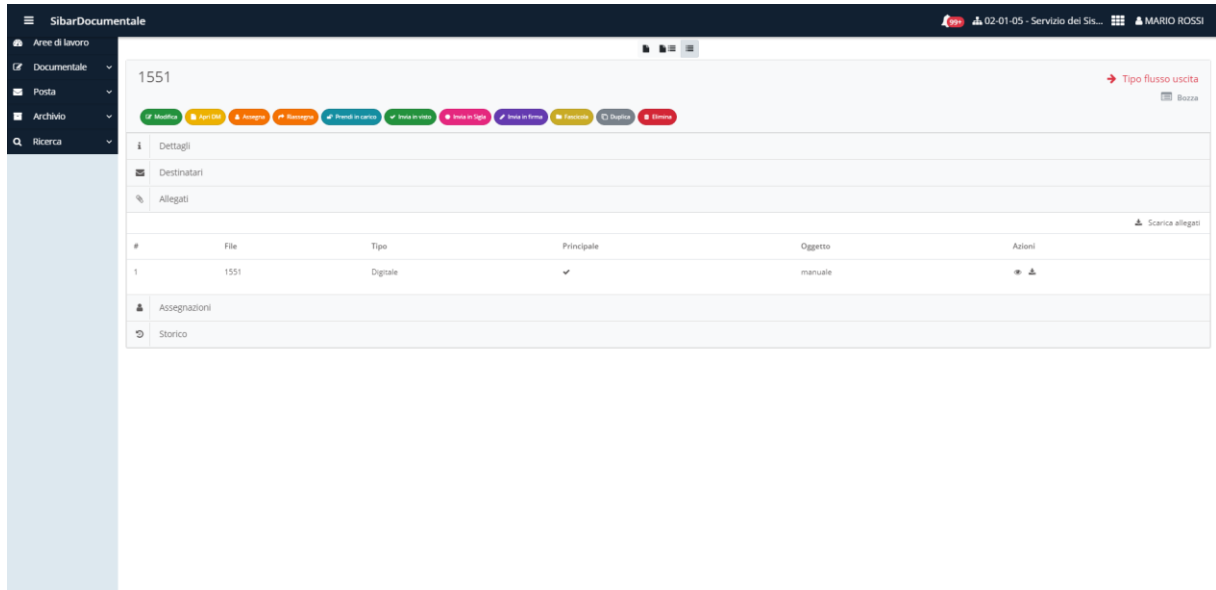 SibarDocumentale
99+ 02-01-05 - Servizio dei Sis... MARIO ROSSI
Aree di lavoro
Documentale
Posta
Archivio
Ricerca
1551
Tipo flusso uscita
Bozza
Modifica Apri DM Assegna Riassegna Prendi in carico Invia in visto Invia in Sigla Invia in firma Fascicola Duplica Elimina
Dettagli
Destinatari
Allegati
Scarica allegati
# File Tipo Principale Oggetto Azioni
1 1551 Digitale manuale
Assegnazioni
Storico